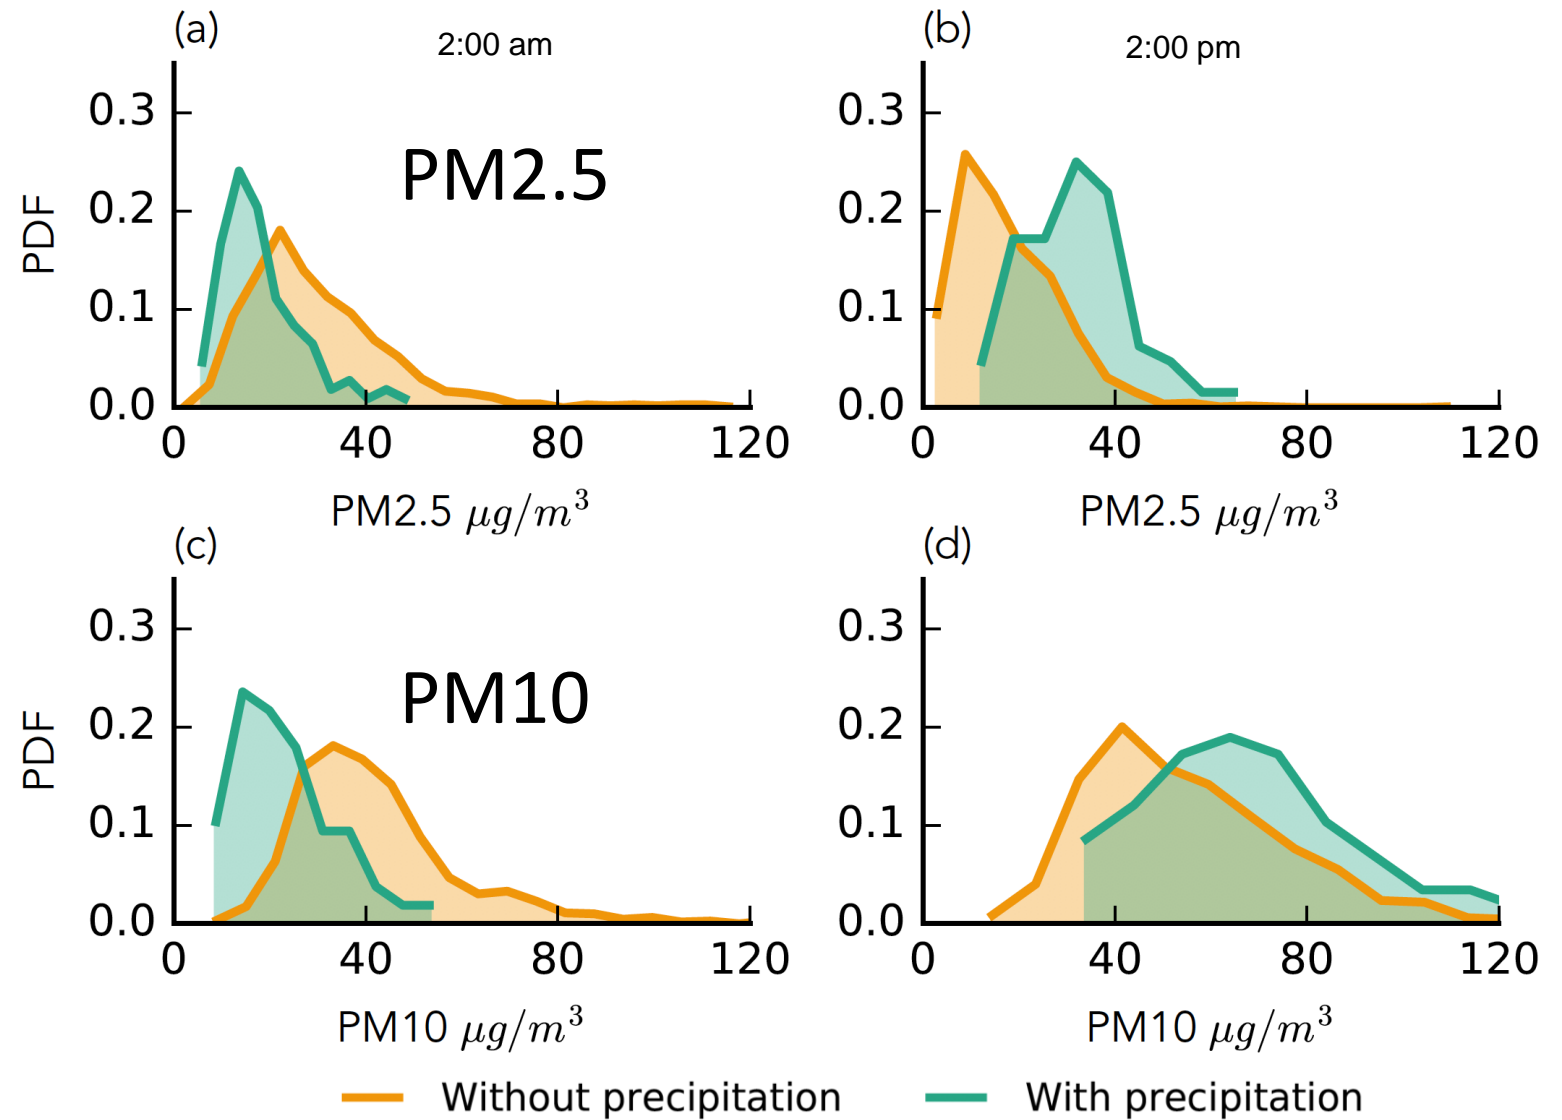 (a) 2:00 am
(b) 2:00 pm
PDF
0.3
0.2
0.1
0.0
PM2.5
0 40 80 120
PM2.5 μg/m³
0.3
0.2
0.1
0.0
0 40 80 120
PM2.5 μg/m³
(c)
(d)
PDF
0.3
0.2
0.1
0.0
PM10
0 40 80 120
PM10 μg/m³
0.3
0.2
0.1
0.0
0 40 80 120
PM10 μg/m³
Without precipitation
With precipitation